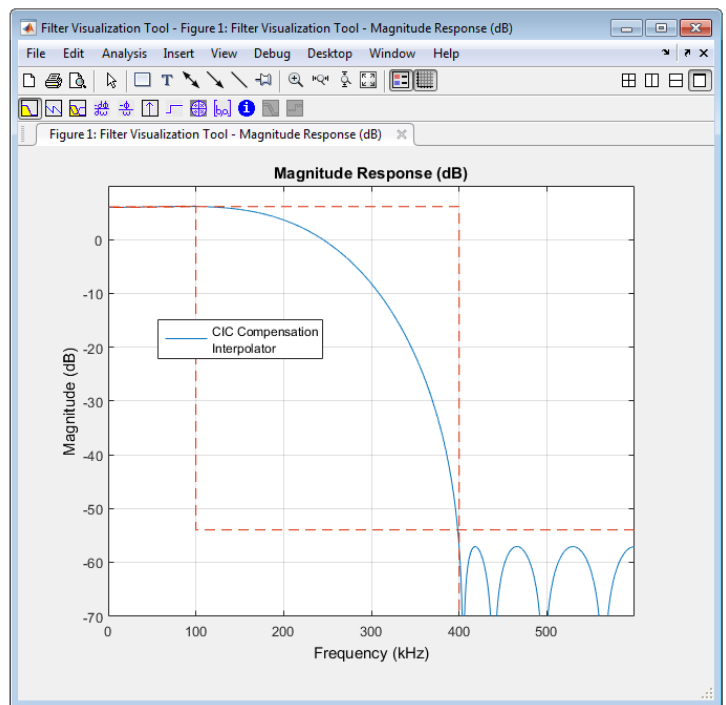 Filter Visualization Tool - Figure 1: Filter Visualization Tool - Magnitude Response (dB)
File Edit Analysis Insert View Debug Desktop Window Help
T
[b,a]
i
Figure 1: Filter Visualization Tool - Magnitude Response (dB)
Magnitude Response (dB)
0
-10
-20
-30
-40
-50
-60
-70
Magnitude (dB)
CIC Compensation
Interpolator
0 100 200 300 400 500
Frequency (kHz)